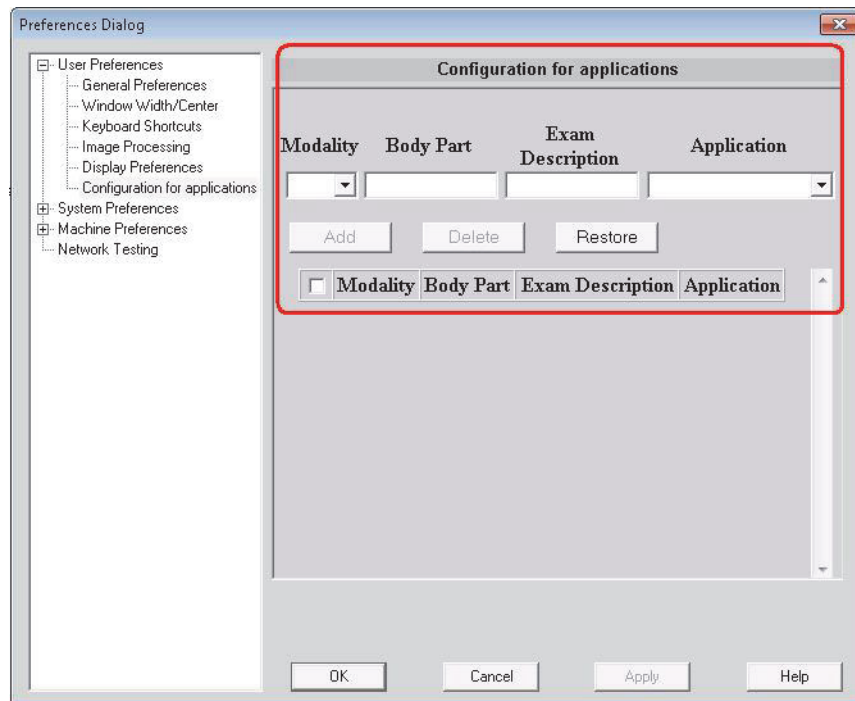 Preferences Dialog
User Preferences
General Preferences
Window Width/Center
Keyboard Shortcuts
Image Processing
Display Preferences
Configuration for applications
System Preferences
Machine Preferences
Network Testing
Configuration for applications
Modality Body Part Exam Description Application
Add Delete Restore
Modality Body Part Exam Description Application
OK Cancel Apply Help